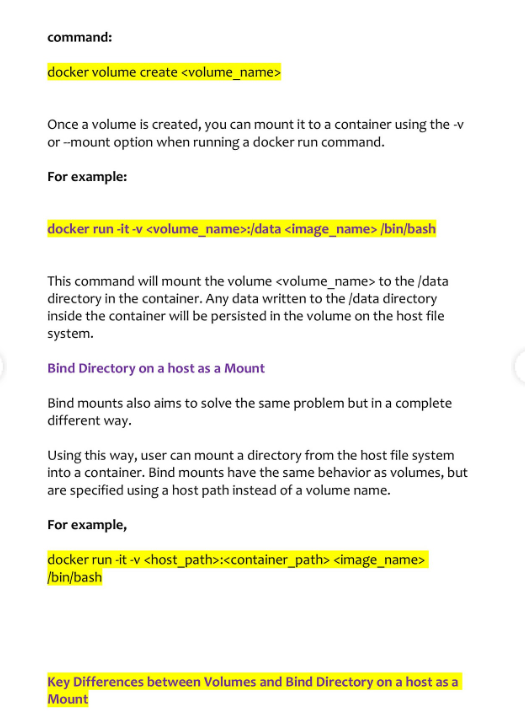 command:
docker volume create <volume_name>
Once a volume is created, you can mount it to a container using the -v
or --mount option when running a docker run command.
For example:
docker run -it -v <volume_name>:/data <image_name> /bin/bash
This command will mount the volume <volume_name> to the /data
directory in the container. Any data written to the /data directory
inside the container will be persisted in the volume on the host file
system.
Bind Directory on a host as a Mount
Bind mounts also aims to solve the same problem but in a complete
different way.
Using this way, user can mount a directory from the host file system
into a container. Bind mounts have the same behavior as volumes, but
are specified using a host path instead of a volume name.
For example,
docker run -it -v <host_path>:<container_path> <image_name>
/bin/bash
Key Differences between Volumes and Bind Directory on a host as a
Mount